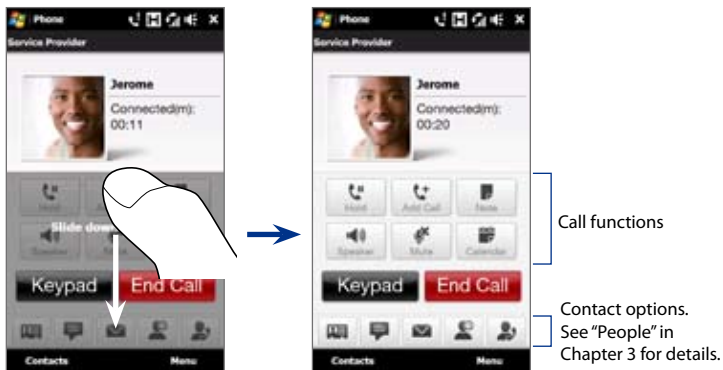 Phone
Service Provider
Jerome
Connected(m):
00:11
Hold
Slide down
Speaker
Keypad
End Call
Contacts
Menu
Phone
Service Provider
Jerome
Connected(m):
00:20
Hold
Add Call
Note
Speaker
Mute
Calendar
Keypad
End Call
Contacts
Menu
Call functions
Contact options.
See “People” in
Chapter 3 for details.